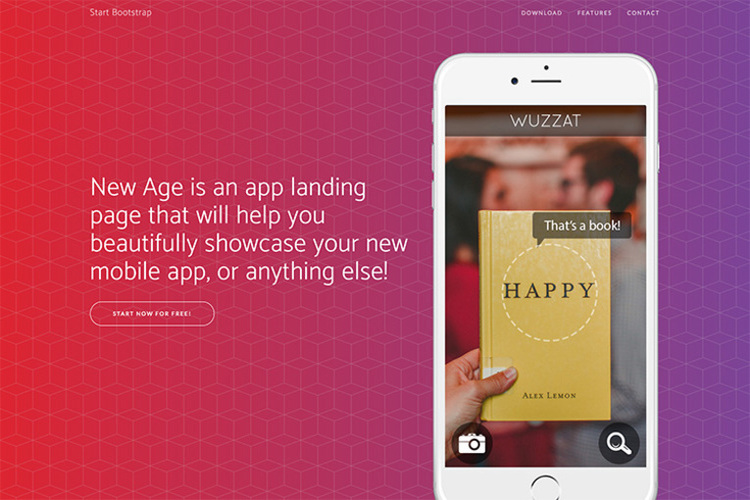 Start Bootstrap
DOWNLOAD FEATURES CONTACT
New Age is an app landing
page that will help you
beautifully showcase your new
mobile app, or anything else!
START NOW FOR FREE!
WUZZAT
That's a book!
HAPPY
ALEX LEMON